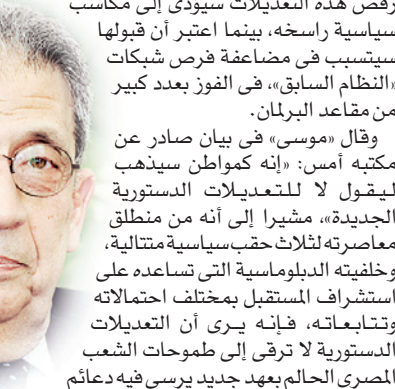 رفض هذه التعديلات سيؤدى إلى مكاسب
سياسية راسخه، بينما اعتبر أن قبولها
سيتسبب فى مضاعفة فرص شبكات
«النظام السابق»، فى الفوز بعدد كبير
من مقاعد البرلمان.
وقال «موسى» فى بيان صادر عن
مكتبه أمس: «إنه كمواطن سيذهب
ليقول لا للتعديلات الدستورية
الجديدة»، مشيرا إلى أنه من منطلق
معاصرته لثلاث حقب سياسية متتالية،
وخلفيته الدبلوماسية التى تساعده على
استشراف المستقبل بمختلف احتمالاته
وتتابعاته، فإنه يرى أن التعديلات
الدستورية لا ترقى إلى طموحات الشعب
المصرى الحالم بعهد جديد يرسى فيه دعائم